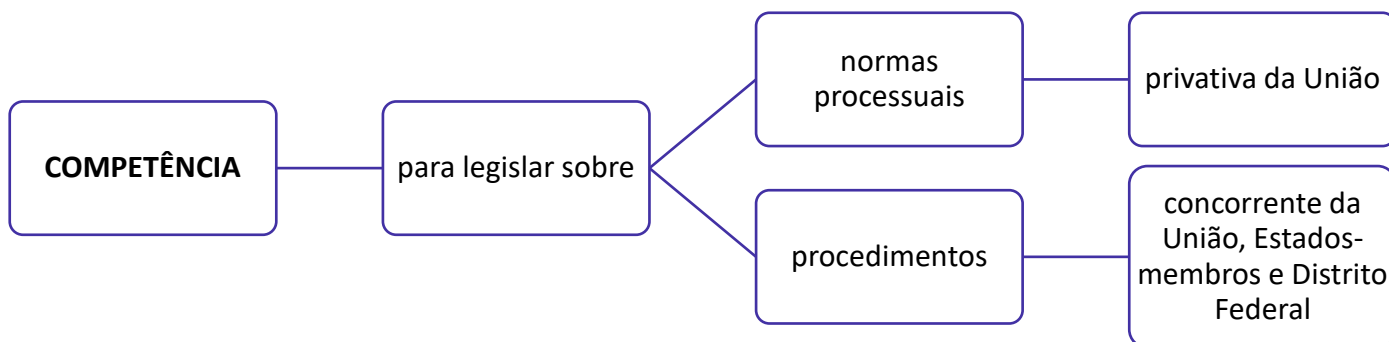 COMPETÊNCIA
para legislar sobre
normas
processuais
privativa da União
procedimentos
concorrente da
União, Estados-
membros e Distrito
Federal